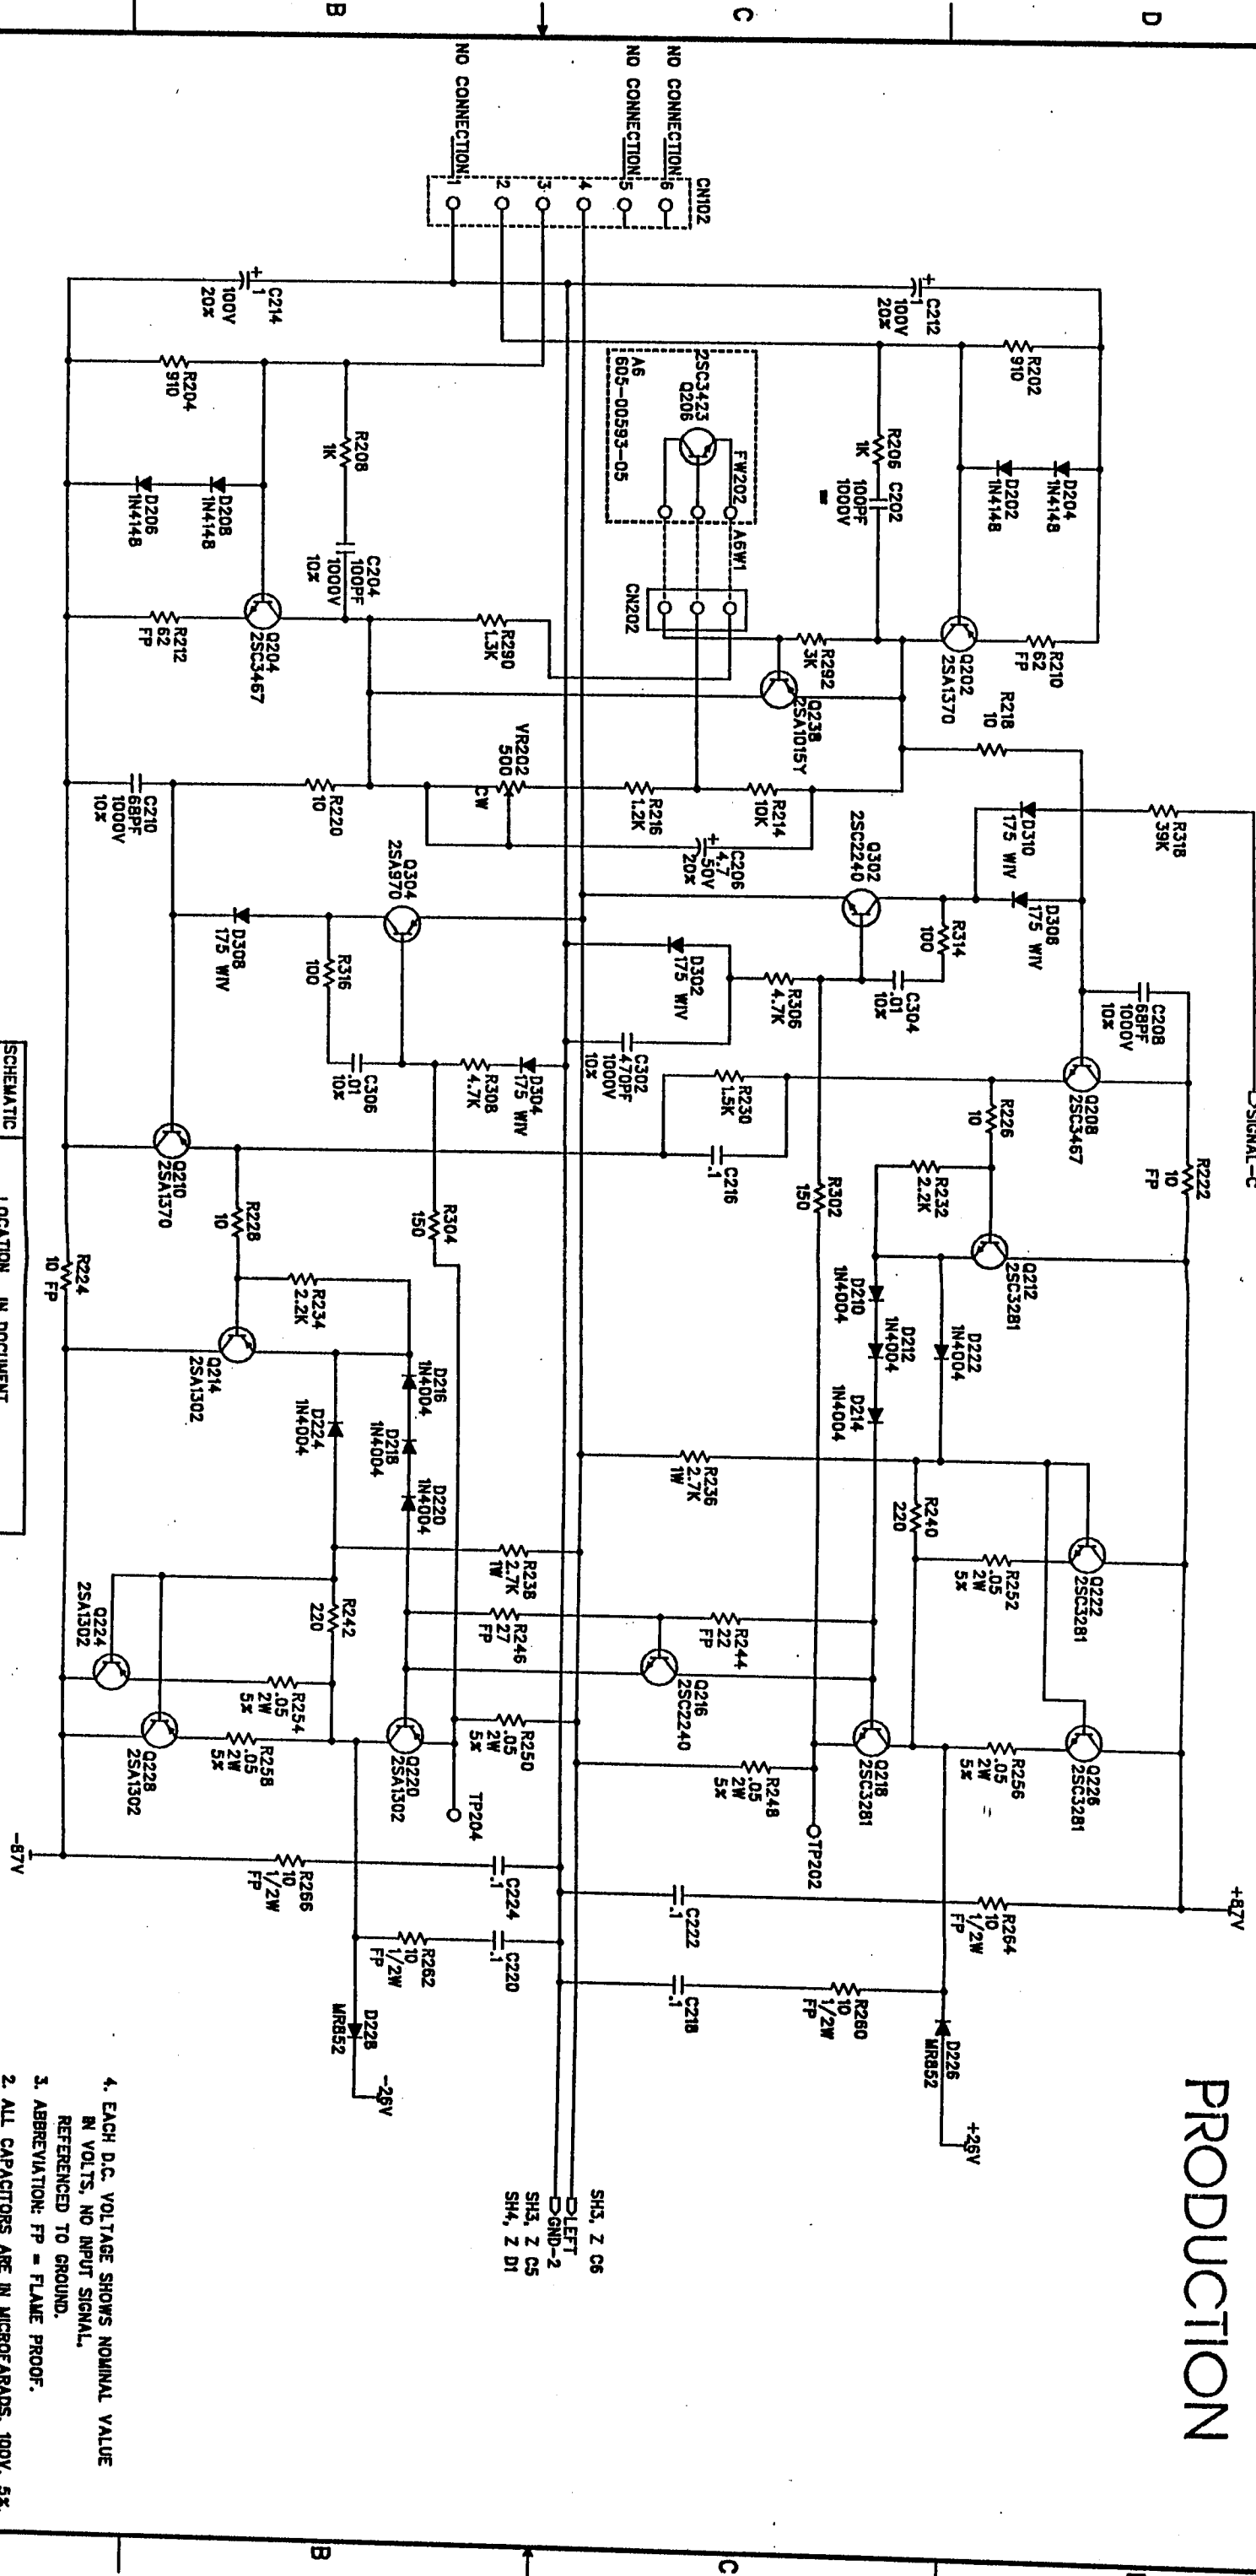 D
C
B
PRODUCTION
NO CONNECTION
NO CONNECTION
NO CONNECTION
CN102
6
5
4
3
2
1
C212
1
100V
20%
C214
1
100V
20%
R202
910
R204
910
D204
1N4148
D202
1N4148
R206
1K
C202
100PF
1000V
2SC3423
Q206
A6
605-00593-05
FW202
A6W1
CN202
R208
1K
C204
100PF
1000V
10%
D208
1N4148
D206
1N4148
R210
62
FP
Q202
2SA1370
R292
3K
Q238
2SA1015Y
R290
1.3K
Q204
2SC3467
R212
62
FP
R218
10
R214
10K
R216
1.2K
VR202
500
CW
C206
4.7
50V
20%
R220
10
C210
68PF
1000V
10%
SIGNAL-C
R318
39K
D310
175 WIV
D306
175 WIV
Q302
2SC2240
R314
100
C304
.01
10%
R306
4.7K
D302
175 WIV
C302
470PF
1000V
10%
Q304
2SA970
D308
175 WIV
R316
100
C306
.01
10%
R308
4.7K
D304
175 WIV
C208
68PF
1000V
10%
Q208
2SC3467
R222
10
FP
R226
10
R230
1.5K
C216
.1
R232
2.2K
R302
150
Q212
2SC3281
Q210
2SA1370
R228
10
R304
150
R224
10 FP
R234
2.2K
Q214
2SA1302
D210
1N4004
D212
1N4004
D214
1N4004
D222
1N4004
D216
1N4004
D218
1N4004
D220
1N4004
D224
1N4004
R236
2.7K
1W
R240
220
R238
2.7K
1W
R242
220
Q222
2SC3281
R252
.05
2W
5%
Q224
2SA1302
R254
.05
2W
5%
R244
22
FP
R246
27
FP
Q216
2SC2240
Q226
2SC3281
R256
.05
2W
5%
Q218
2SC3281
R248
.05
2W
5%
R250
.05
2W
5%
Q220
2SA1302
R258
.05
2W
5%
Q228
2SA1302
TP202
TP204
+87V
-87V
R264
10
1/2W
FP
C222
.1
C224
.1
R266
10
1/2W
FP
R260
10
1/2W
FP
C218
.1
C220
.1
R262
10
1/2W
FP
D226
MR852
+26V
D228
MR852
-26V
SH3, Z C6
LEFT
GND-2
SH3, Z C5
SH4, Z D1
4. EACH D.C. VOLTAGE SHOWS NOMINAL VALUE
IN VOLTS, NO INPUT SIGNAL,
REFERENCED TO GROUND.
3. ABBREVIATION: FP = FLAME PROOF.
2. ALL CAPACITORS ARE IN MICROFARADS, 100V, 5%,
SCHEMATIC
LOCATION IN DOCUMENT
C
B